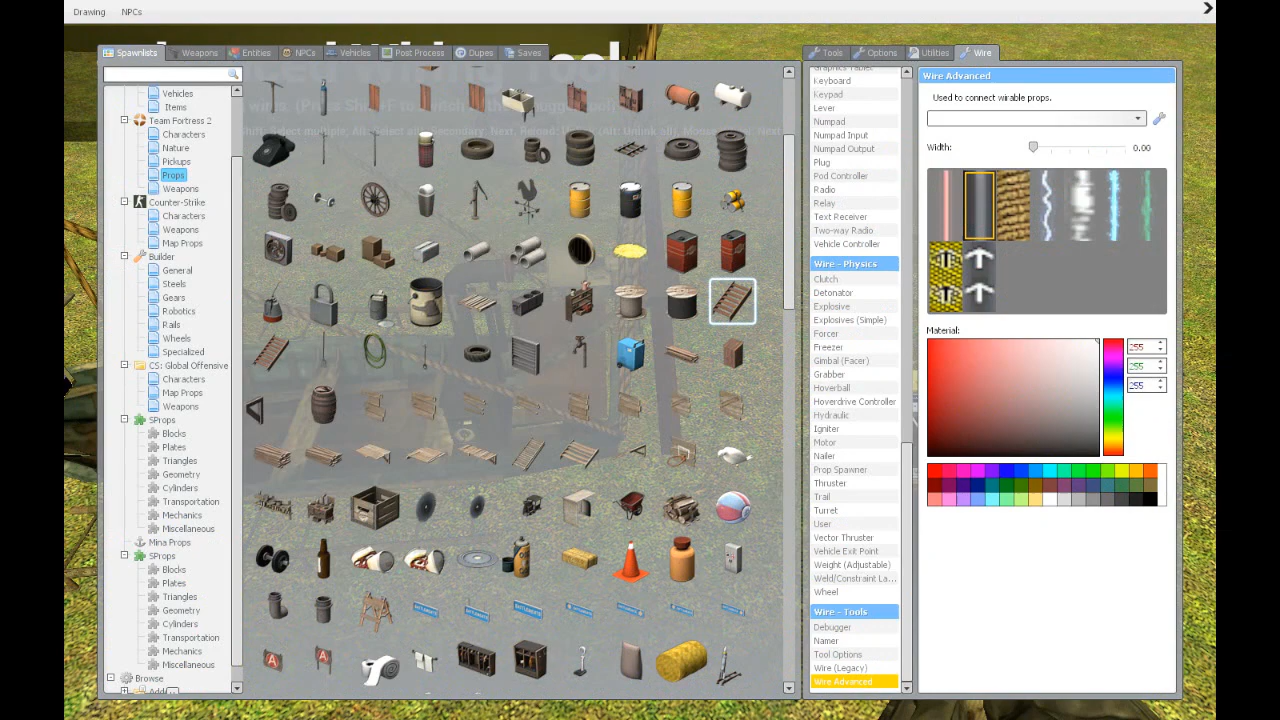 Drawing NPCs
Spawnlists Weapons Entities NPCs Vehicles Post Process Dupes Saves
Vehicles
Items
Team Fortress 2
Characters
Nature
Pickups
Props
Weapons
Counter-Strike
Characters
Weapons
Map Props
Builder
General
Steels
Gears
Robotics
Rails
Wheels
Specialized
CS: Global Offensive
Characters
Map Props
Weapons
SProps
Blocks
Plates
Triangles
Geometry
Cylinders
Transportation
Mechanics
Miscellaneous
Mina Props
SProps
Blocks
Plates
Triangles
Geometry
Cylinders
Transportation
Mechanics
Miscellaneous
Browse
Tools Options Utilities Wire
Graphics Tablet
Keyboard
Keypad
Lever
Numpad
Numpad Input
Numpad Output
Plug
Pod Controller
Radio
Relay
Text Receiver
Two-way Radio
Vehicle Controller
Wire - Physics
Clutch
Detonator
Explosive
Explosives (Simple)
Forcer
Freezer
Gimbal (Facer)
Grabber
Hoverball
Hoverdrive Controller
Hydraulic
Igniter
Motor
Nailer
Prop Spawner
Thruster
Trail
Turret
User
Vector Thruster
Vehicle Exit Point
Weight (Adjustable)
Weld/Constraint La...
Wheel
Wire - Tools
Debugger
Namer
Tool Options
Wire (Legacy)
Wire Advanced
Wire Advanced
Used to connect wirable props.
Width: 0.00
Material:
255
255
255